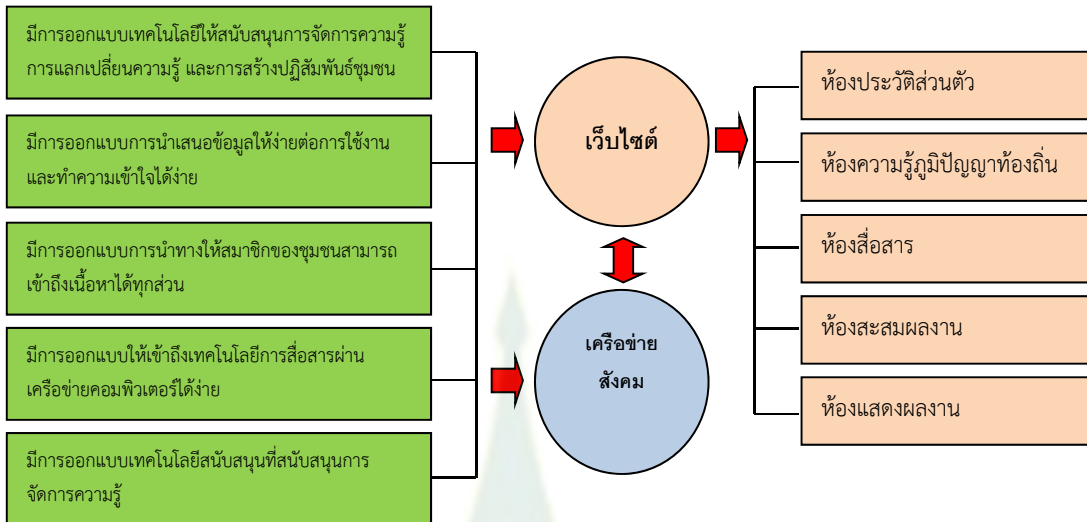 มีการออกแบบเทคโนโลยีให้สนับสนุนการจัดการความรู้
การแลกเปลี่ยนความรู้ และการสร้างปฏิสัมพันธ์ชุมชน
มีการออกแบบการนำเสนอข้อมูลให้ง่ายต่อการใช้งาน
และทำความเข้าใจได้ง่าย
มีการออกแบบการนำทางให้สมาชิกของชุมชนสามารถ
เข้าถึงเนื้อหาได้ทุกส่วน
มีการออกแบบให้เข้าถึงเทคโนโลยีการสื่อสารผ่าน
เครือข่ายคอมพิวเตอร์ได้ง่าย
มีการออกแบบเทคโนโลยีสนับสนุนที่สนับสนุนการ
จัดการความรู้
เว็บไซต์
เครือข่าย
สังคม
ห้องประวัติส่วนตัว
ห้องความรู้ภูมิปัญญาท้องถิ่น
ห้องสื่อสาร
ห้องสะสมผลงาน
ห้องแสดงผลงาน